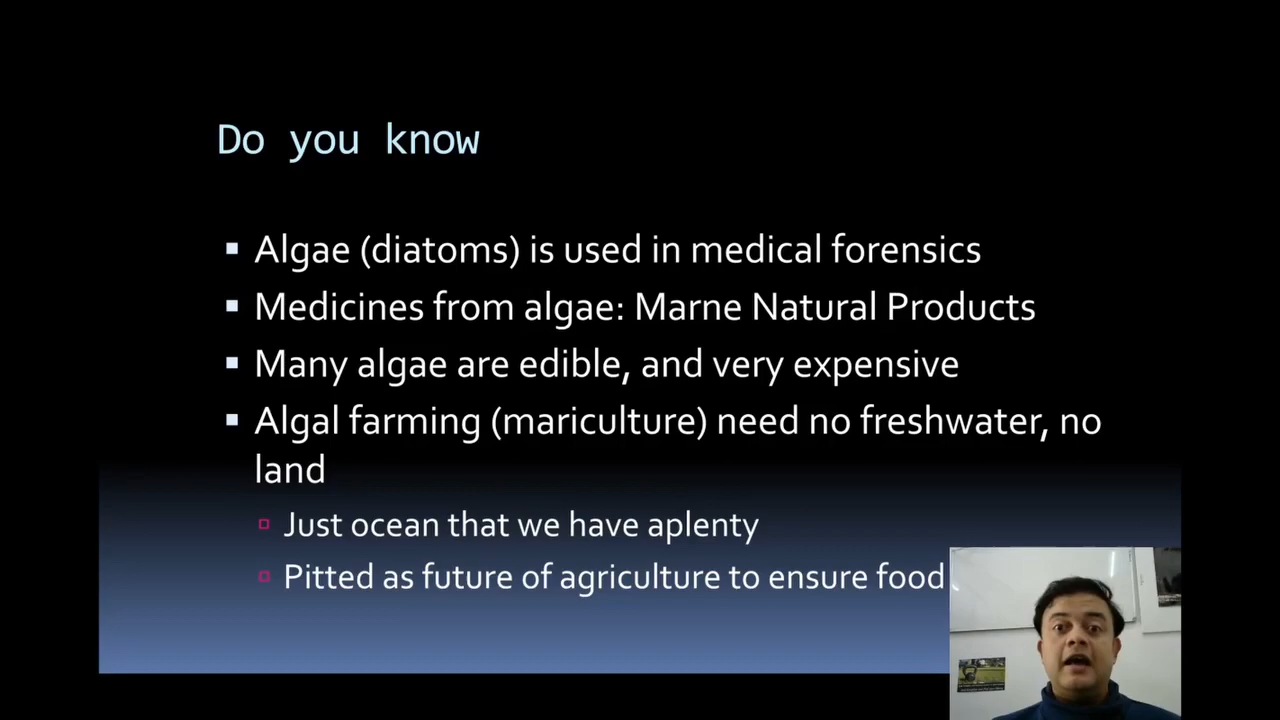 Do you know
Algae (diatoms) is used in medical forensics
Medicines from algae: Marne Natural Products
Many algae are edible, and very expensive
Algal farming (mariculture) need no freshwater, no
land
Just ocean that we have aplenty
Pitted as future of agriculture to ensure food